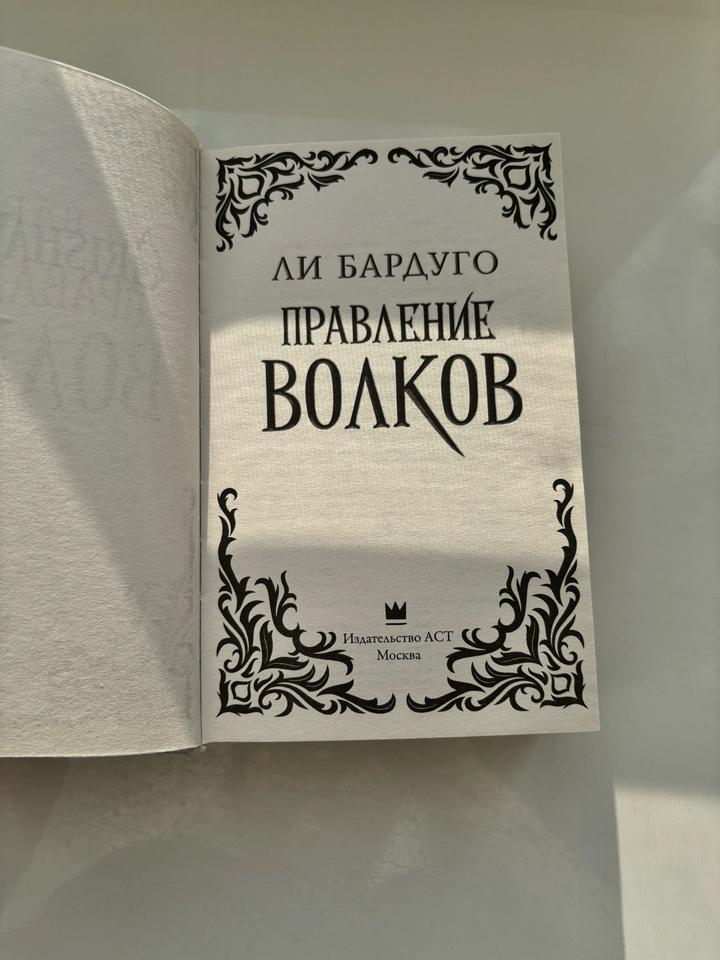 ЛИ БАРДУГО
ПРАВЛЕНИЕ
ВОЛКОВ
Издательство АСТ
Москва